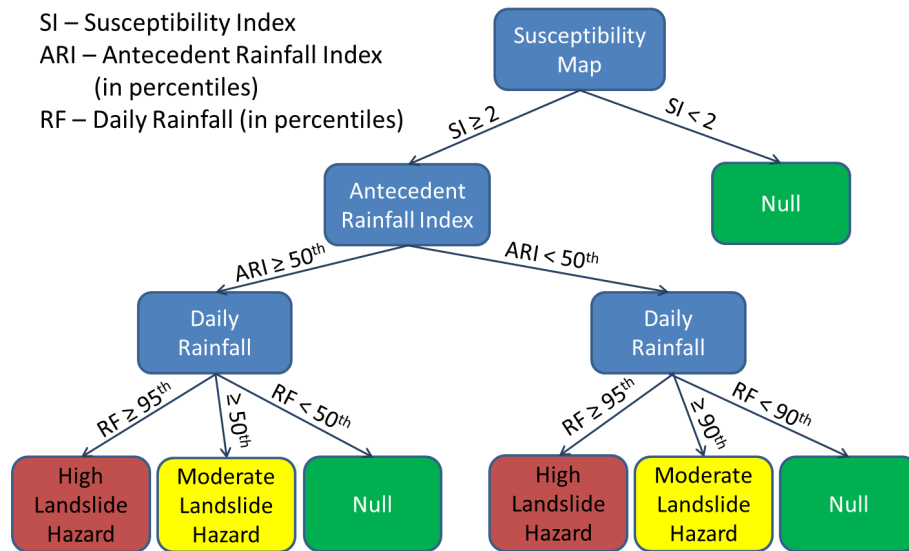 SI – Susceptibility Index
ARI – Antecedent Rainfall Index
(in percentiles)
RF – Daily Rainfall (in percentiles)
Susceptibility
Map
SI ≥ 2
SI < 2
Antecedent
Rainfall Index
Null
ARI ≥ 50th
ARI < 50th
Daily
Rainfall
Daily
Rainfall
RF ≥ 95th
≥ 50th
RF < 50th
RF ≥ 95th
≥ 90th
RF < 90th
High
Landslide
Hazard
Moderate
Landslide
Hazard
Null
High
Landslide
Hazard
Moderate
Landslide
Hazard
Null